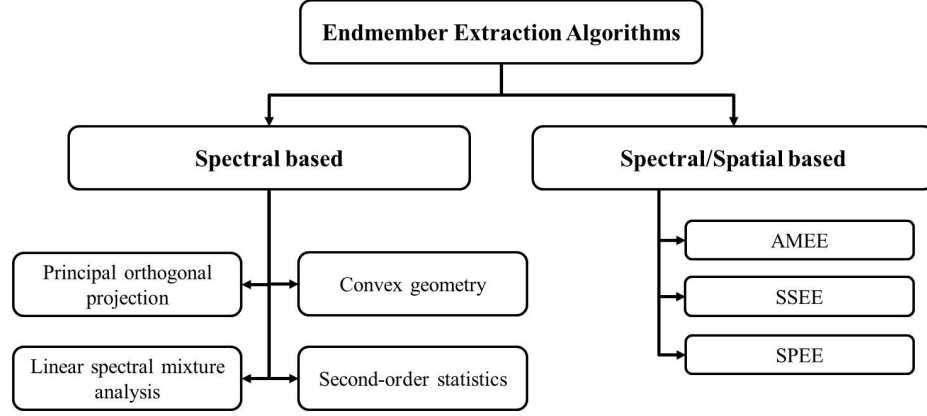 Endmember Extraction Algorithms
Spectral based
Spectral/Spatial based
Principal orthogonal
projection
Convex geometry
Linear spectral mixture
analysis
Second-order statistics
AMEE
SSEE
SPEE